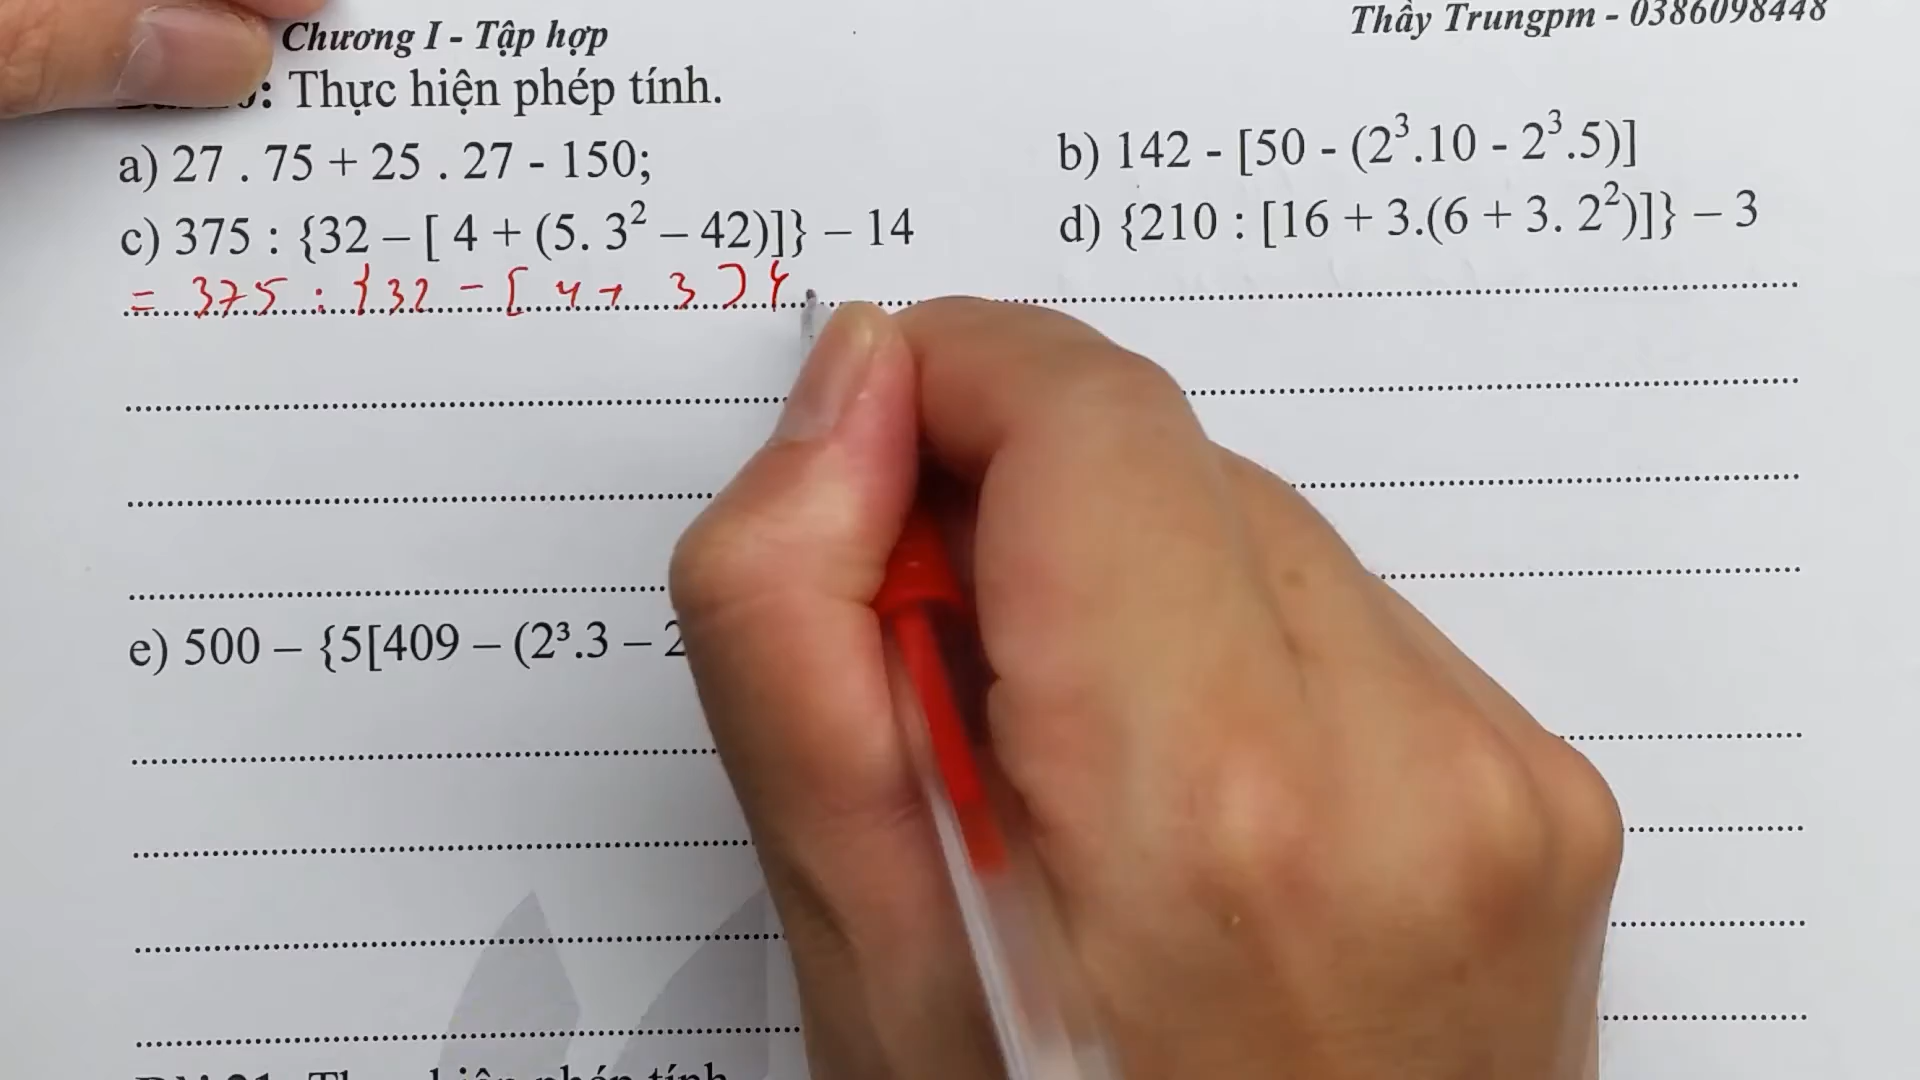 Chương I - Tập hợp
Thầy Trungpm - 0386098448
: Thực hiện phép tính.
a) 27 . 75 + 25 . 27 - 150;
b) 142 - [50 - (2³.10 - 2³.5)]
c) 375 : {32 – [ 4 + (5. 3² – 42)]} – 14
d) {210 : [16 + 3.(6 + 3. 2²)]} – 3
= 375 : {32 - [ 4 + 3 ] }
e) 500 – {5[409 – (2³.3 – 2